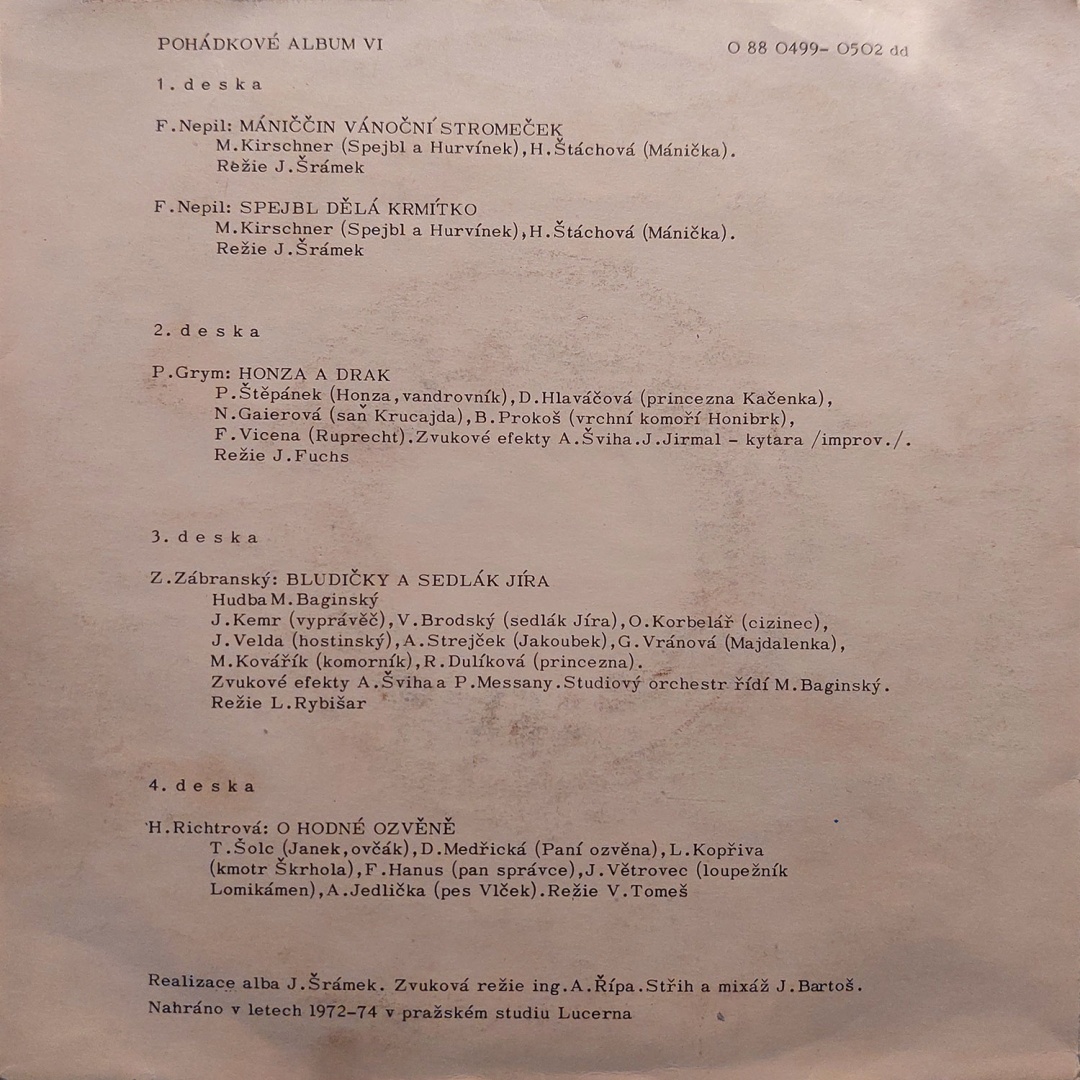 POHÁDKOVÉ ALBUM VI
O 88 O499– O5O2 dd
1. d e s k a
F.Nepil: MÁNIČČIN VÁNOČNÍ STROMEČEK
M.Kirschner (Spejbl a Hurvínek),H.Štáchová (Mánička).
Režie J.Šrámek
F.Nepil: SPEJBL DĚLÁ KRMÍTKO
M.Kirschner (Spejbl a Hurvínek),H.Štáchová (Mánička).
Režie J.Šrámek
2. d e s k a
P.Grym: HONZA A DRAK
P.Štěpánek (Honza,vandrovník),D.Hlaváčová (princezna Kačenka),
N.Gaierová (saň Krucajda),B.Prokoš (vrchní komoří Honibrk),
F.Vicena (Ruprecht).Zvukové efekty A.Šviha.J.Jirmal – kytara /improv./.
Režie J.Fuchs
3. d e s k a
Z.Zábranský: BLUDIČKY A SEDLÁK JÍRA
Hudba M.Baginský
J.Kemr (vyprávěč),V.Brodský (sedlák Jíra),O.Korbelář (cizinec),
J.Velda (hostinský),A.Strejček (Jakoubek),G.Vránová (Majdalenka),
M.Kovářík (komorník),R.Dulíková (princezna).
Zvukové efekty A.Šviha a P.Messany.Studiový orchestr řídí M.Baginský.
Režie L.Rybišar
4. d e s k a
H.Richtrová: O HODNÉ OZVĚNĚ
T.Šolc (Janek,ovčák),D.Medřická (Paní ozvěna),L.Kopřiva
(kmotr Škrhola),F.Hanus (pan správce),J.Větrovec (loupežník
Lomikámen),A.Jedlička (pes Vlček).Režie V.Tomeš
Realizace alba J.Šrámek. Zvuková režie ing.A.Řípa.Střih a mixáž J.Bartoš.
Nahráno v letech 1972–74 v pražském studiu Lucerna